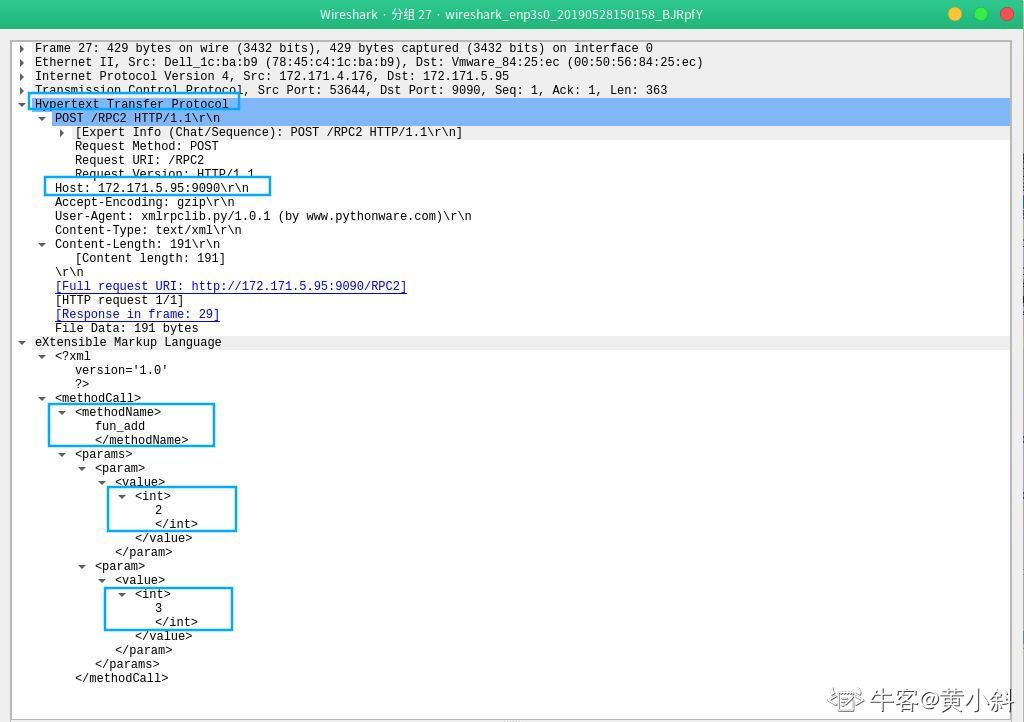 Wireshark · 分组 27 · wireshark_enp3s0_20190528150158_BJRpfY
Frame 27: 429 bytes on wire (3432 bits), 429 bytes captured (3432 bits) on interface 0
Ethernet II, Src: Dell_1c:ba:b9 (78:45:c4:1c:ba:b9), Dst: Vmware_84:25:ec (00:50:56:84:25:ec)
Internet Protocol Version 4, Src: 172.171.4.176, Dst: 172.171.5.95
Transmission Control Protocol, Src Port: 53644, Dst Port: 9090, Seq: 1, Ack: 1, Len: 363
Hypertext Transfer Protocol
POST /RPC2 HTTP/1.1\r\n
[Expert Info (Chat/Sequence): POST /RPC2 HTTP/1.1\r\n]
Request Method: POST
Request URI: /RPC2
Request Version: HTTP/1.1
Host: 172.171.5.95:9090\r\n
Accept-Encoding: gzip\r\n
User-Agent: xmlrpclib.py/1.0.1 (by www.pythonware.com)\r\n
Content-Type: text/xml\r\n
Content-Length: 191\r\n
[Content length: 191]
\r\n
[Full request URI: http://172.171.5.95:9090/RPC2]
[HTTP request 1/1]
[Response in frame: 29]
File Data: 191 bytes
eXtensible Markup Language
<?xml
version='1.0'
?>
<methodCall>
<methodName>
fun_add
</methodName>
<params>
<param>
<value>
<int>
2
</int>
</value>
</param>
<param>
<value>
<int>
3
</int>
</value>
</param>
</params>
</methodCall>
牛客@黄小斜